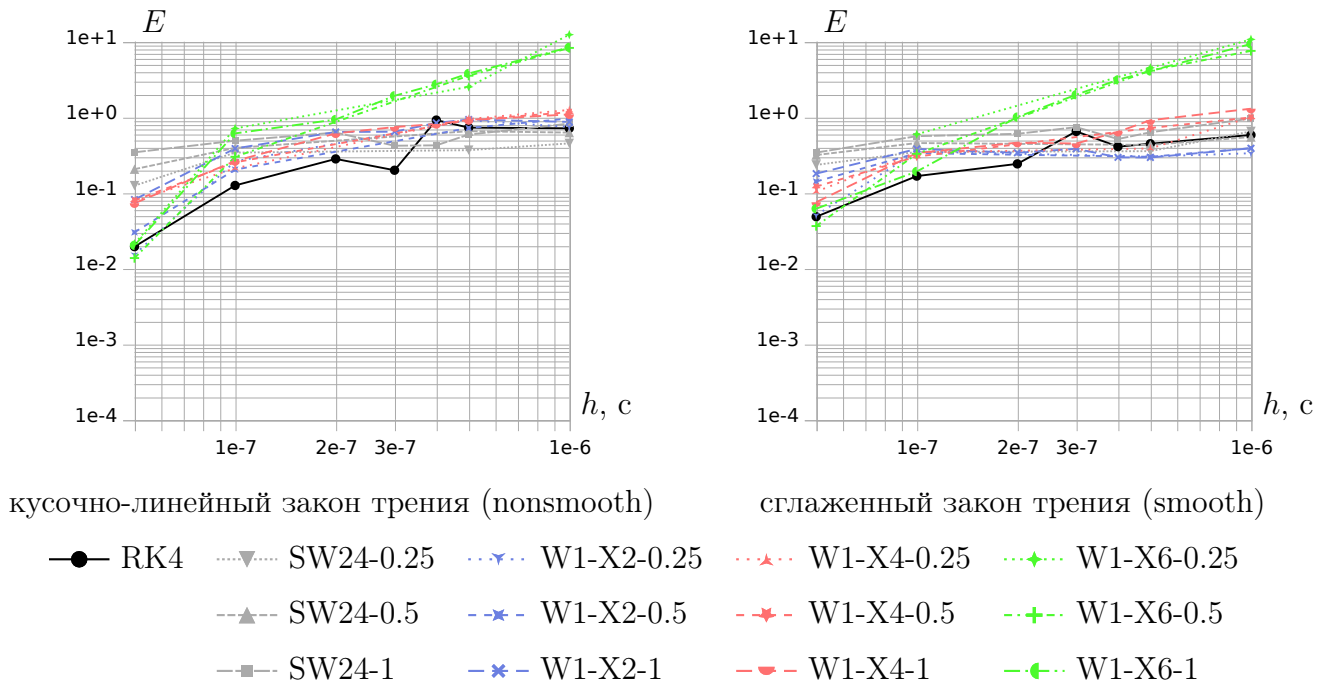 E
1e+1
1e+0
1e-1
1e-2
1e-3
1e-4
h, с
1e-7 2e-7 3e-7 1e-6
кусочно-линейный закон трения (nonsmooth)
E
1e+1
1e+0
1e-1
1e-2
1e-3
1e-4
h, с
1e-7 2e-7 3e-7 1e-6
сглаженный закон трения (smooth)
RK4 SW24-0.25 W1-X2-0.25 W1-X4-0.25 W1-X6-0.25
SW24-0.5 W1-X2-0.5 W1-X4-0.5 W1-X6-0.5
SW24-1 W1-X2-1 W1-X4-1 W1-X6-1